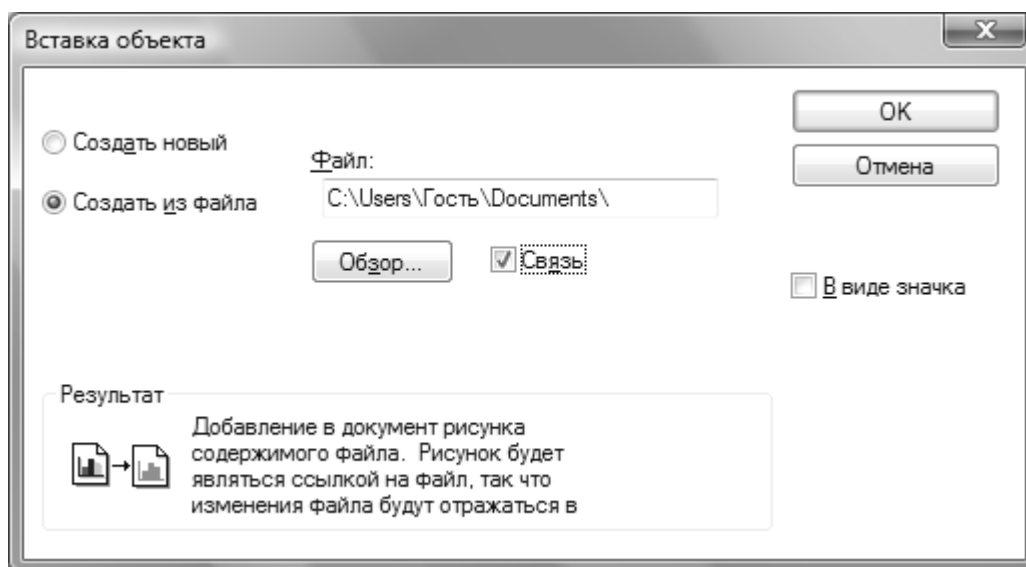 Вставка объекта
Создать новый
Создать из файла
Файл:
C:\Users\Гость\Documents\
Обзор...
Связь
OK
Отмена
В виде значка
Результат
Добавление в документ рисунка
содержимого файла. Рисунок будет
являться ссылкой на файл, так что
изменения файла будут отражаться в